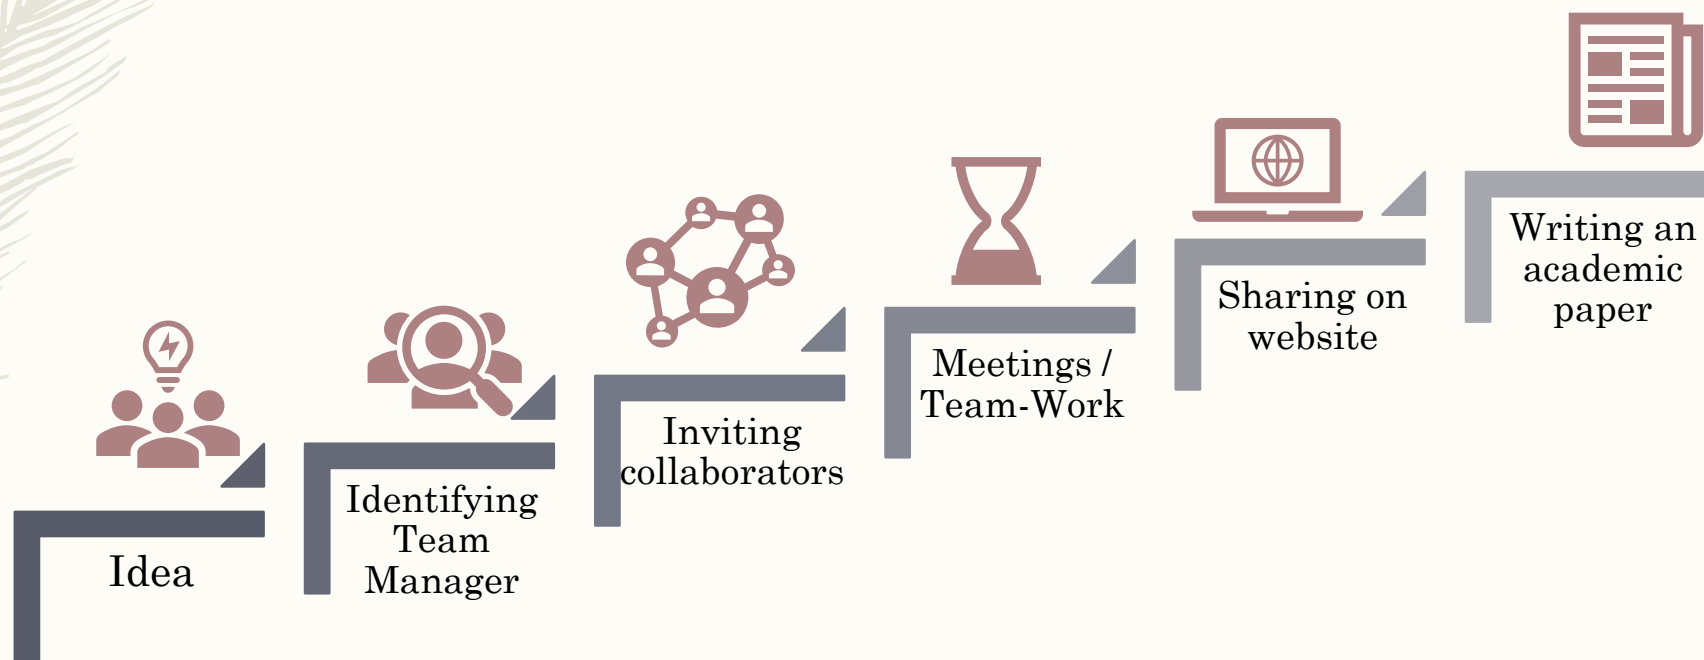 Idea
Identifying
Team
Manager
Inviting
collaborators
Meetings /
Team-Work
Sharing on
website
Writing an
academic
paper